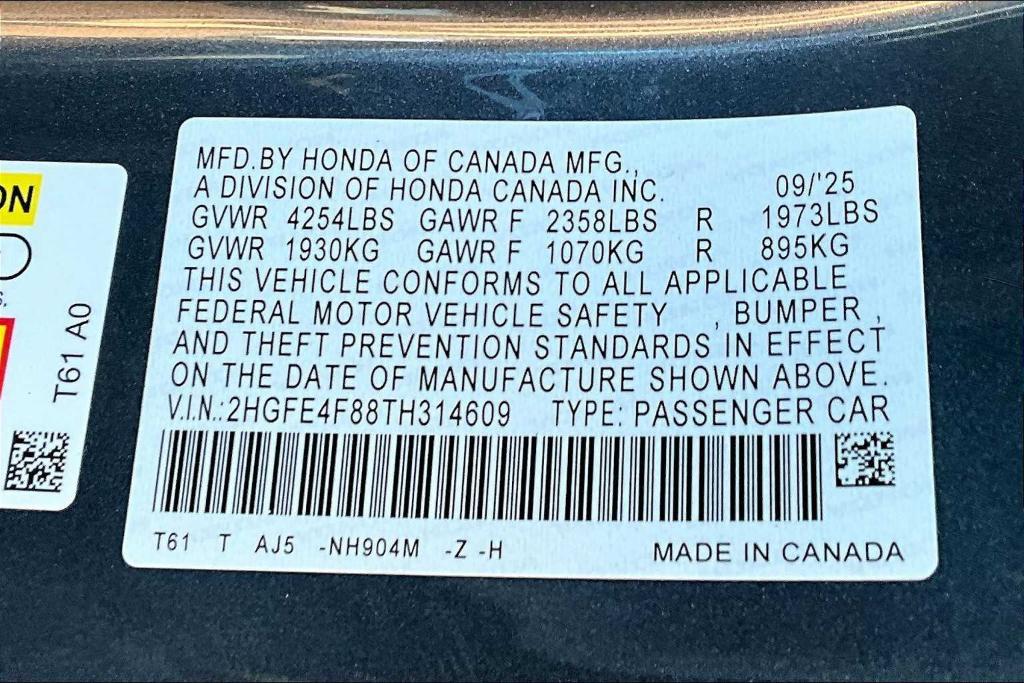 ON
S.
T61 A0
MFD.BY HONDA OF CANADA MFG.,
A DIVISION OF HONDA CANADA INC. 09/'25
GVWR 4254LBS GAWR F 2358LBS R 1973LBS
GVWR 1930KG GAWR F 1070KG R 895KG
THIS VEHICLE CONFORMS TO ALL APPLICABLE
FEDERAL MOTOR VEHICLE SAFETY , BUMPER ,
AND THEFT PREVENTION STANDARDS IN EFFECT
ON THE DATE OF MANUFACTURE SHOWN ABOVE.
V.I.N.:2HGFE4F88TH314609 TYPE: PASSENGER CAR
T61 T AJ5 -NH904M -Z -H MADE IN CANADA